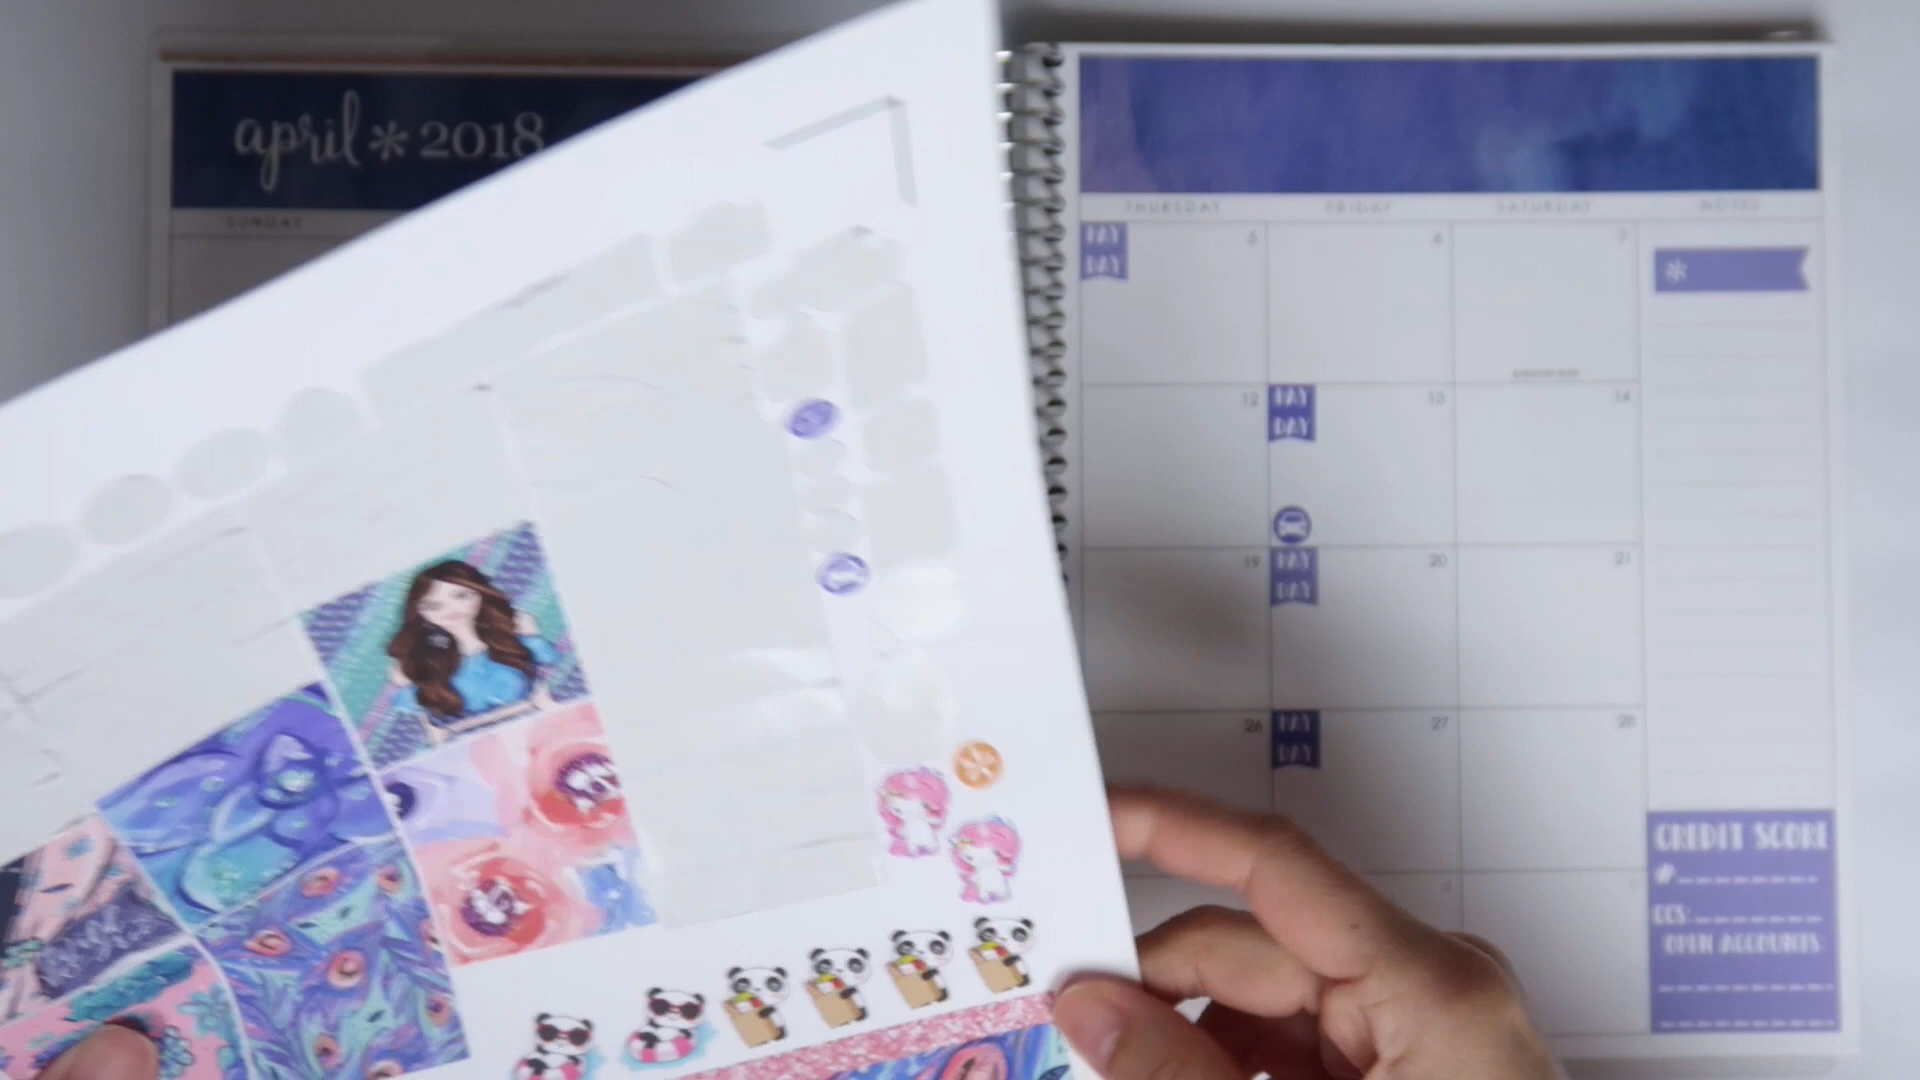 april * 2018
SUNDAY
THURSDAY FRIDAY SATURDAY NOTES
PAY
DAY
5 6 7
*
12 13 14
PAY
DAY
19 20 21
PAY
DAY
26 27 28
PAY
DAY
CREDIT SCORE
#
OCS:
OPEN ACCOUNTS: